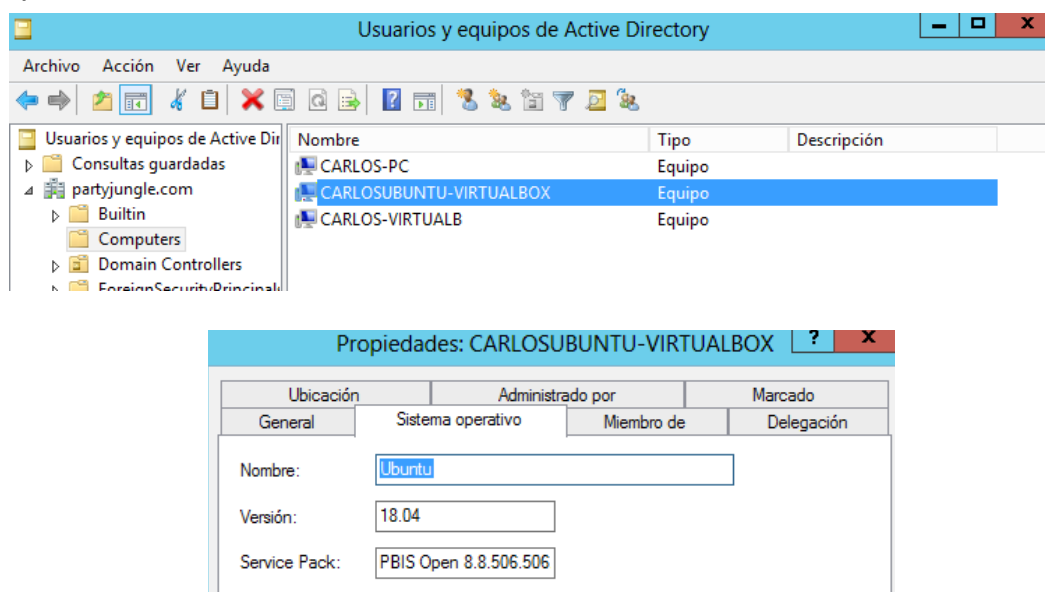 Usuarios y equipos de Active Directory
Archivo Acción Ver Ayuda
Usuarios y equipos de Active Dir
Nombre Tipo Descripción
Consultas guardadas
CARLOS-PC Equipo
partyjungle.com
CARLOSUBUNTU-VIRTUALBOX Equipo
Builtin
CARLOS-VIRTUALB Equipo
Computers
Domain Controllers
ForeignSecurityPrincipal
Propiedades: CARLOSUBUNTU-VIRTUALBOX ? x
Ubicación Administrado por Marcado
General Sistema operativo Miembro de Delegación
Nombre: Ubuntu
Versión: 18.04
Service Pack: PBIS Open 8.8.506.506